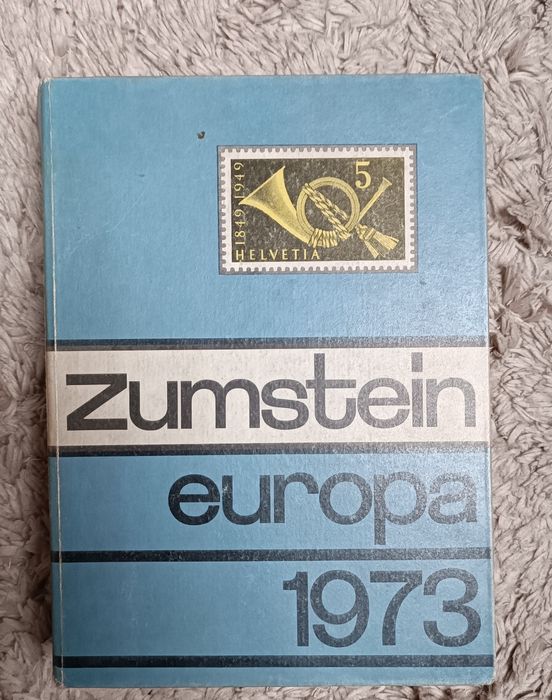 5
1849-1949
HELVETIA
zumstein
europa
1973